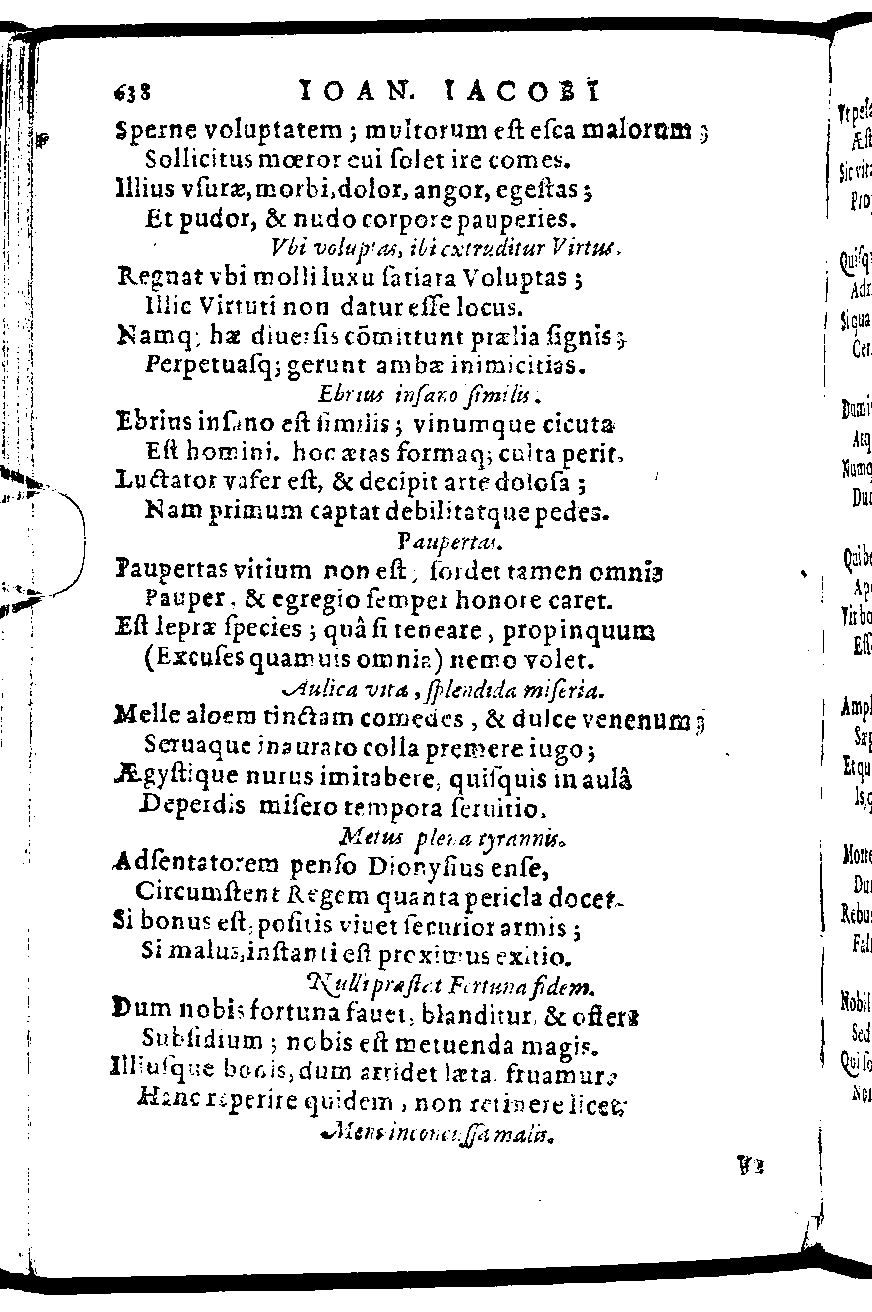 638 IOAN. IACOBI
Sperne voluptatem ; multorum eſt eſca malorum ;
Sollicitus mœror cui ſolet ire comes.
Illius vſuræ, morbi, dolor, angor, egeſtas ;
Et pudor, & nudo corpore pauperies.
Vbi voluptas, ibi extruditur Virtus.
Regnat vbi molli luxu ſatiata Voluptas ;
Illic Virtuti non datur eſſe locus.
Namq; hæ diuerſis cõmittunt prælia ſignis ;
Perpetuaſq; gerunt ambæ inimicitias.
Ebrius inſano ſimilis.
Ebrius inſano eſt ſimilis ; vinumque cicuta
Eſt homini. hoc ætas formaq; culta perit.
Luctator vafer eſt, & decipit arte doloſa ;
Nam primum captat debilitatque pedes.
Paupertas.
Paupertas vitium non eſt ; ſordet tamen omnis
Pauper, & egregio ſemper honore caret.
Eſt lepræ ſpecies ; quâ ſi teneare, propinquum
(Excuſes quamuis omnia) nemo volet.
Aulica vita, ſplendida miſeria.
Melle aloem tinctam comedes, & dulce venenum ;
Seruaque inaurato colla premere iugo ;
Ægyſtique nurus imitabere, quiſquis in aulâ
Deperdis miſero tempora ſeruitio.
Metus plena tyrannis.
Adſentatorem penſo Dionyſius enſe,
Circumſtent Regem quanta pericla docet.
Si bonus eſt, poſitis viuet ſecurior armis ;
Si malus, inſtanti eſt proximus exitio.
Nulli præſtat Fortuna fidem.
Dum nobis fortuna fauet, blanditur, & offert
Subſidium ; nobis eſt metuenda magis.
Illiuſque bonis, dum arridet læta, fruamur ;
Hanc reperire quidem, non retinere licet.
Mens inconcuſſa malis.
Vt